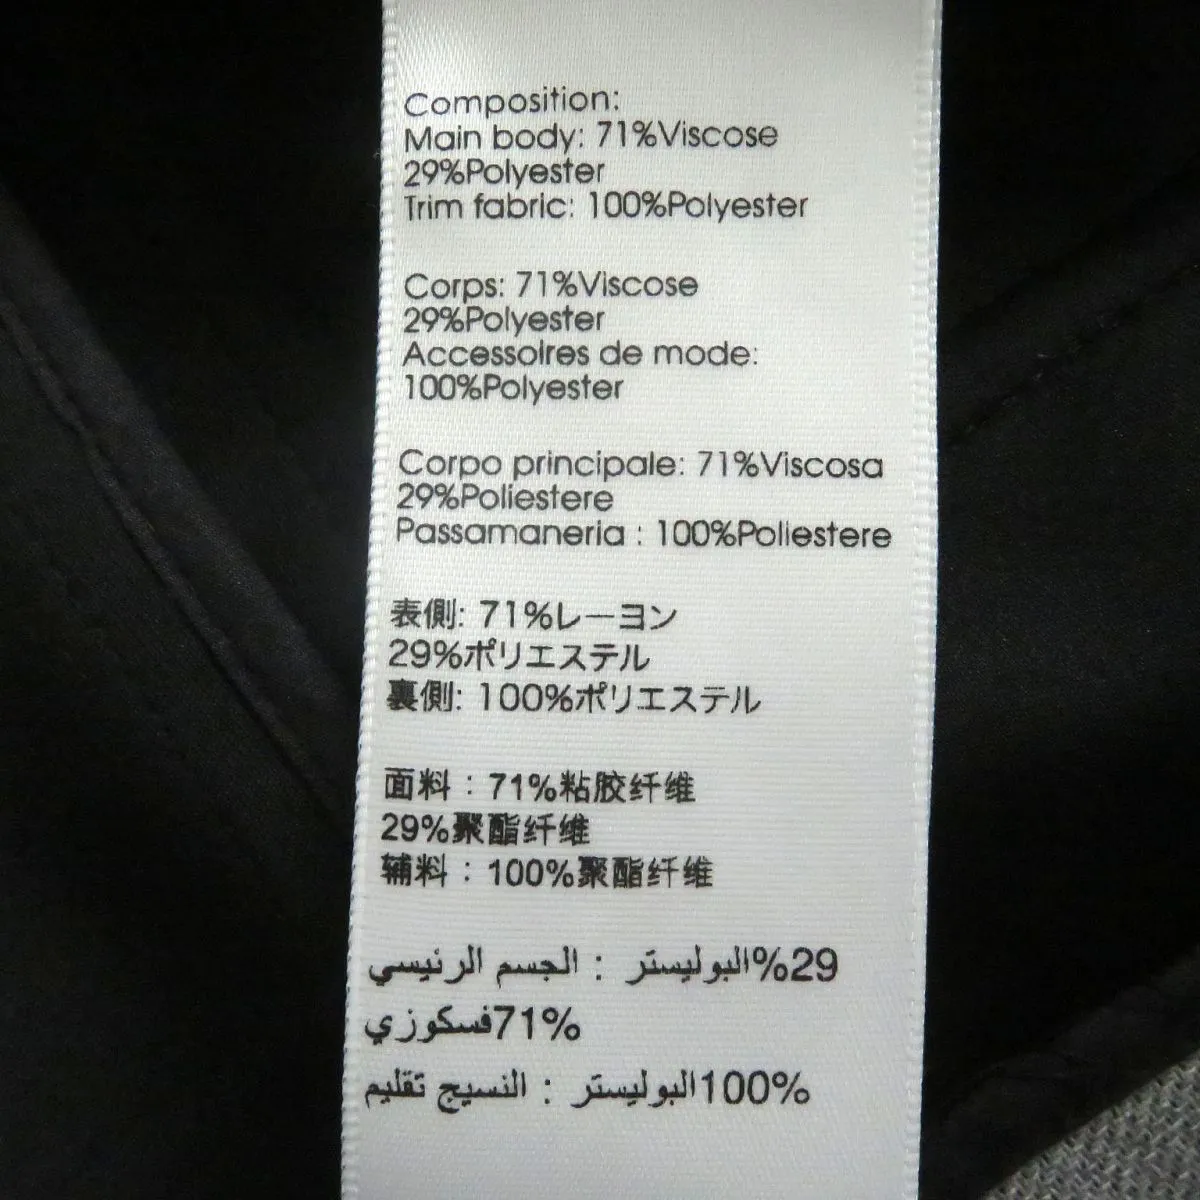 Composition:
Main body: 71%Viscose
29%Polyester
Trim fabric: 100%Polyester
Corps: 71%Viscose
29%Polyester
Accessoires de mode:
100%Polyester
Corpo principale: 71%Viscosa
29%Poliestere
Passamaneria : 100%Poliestere
表側: 71%レーヨン
29%ポリエステル
裏側: 100%ポリエステル
面料：71%粘胶纤维
29%聚酯纤维
辅料：100%聚酯纤维
29%البوليستر : الجسم الرئيسي
71%فسكوزي
100%البوليستر : النسيج تقليم